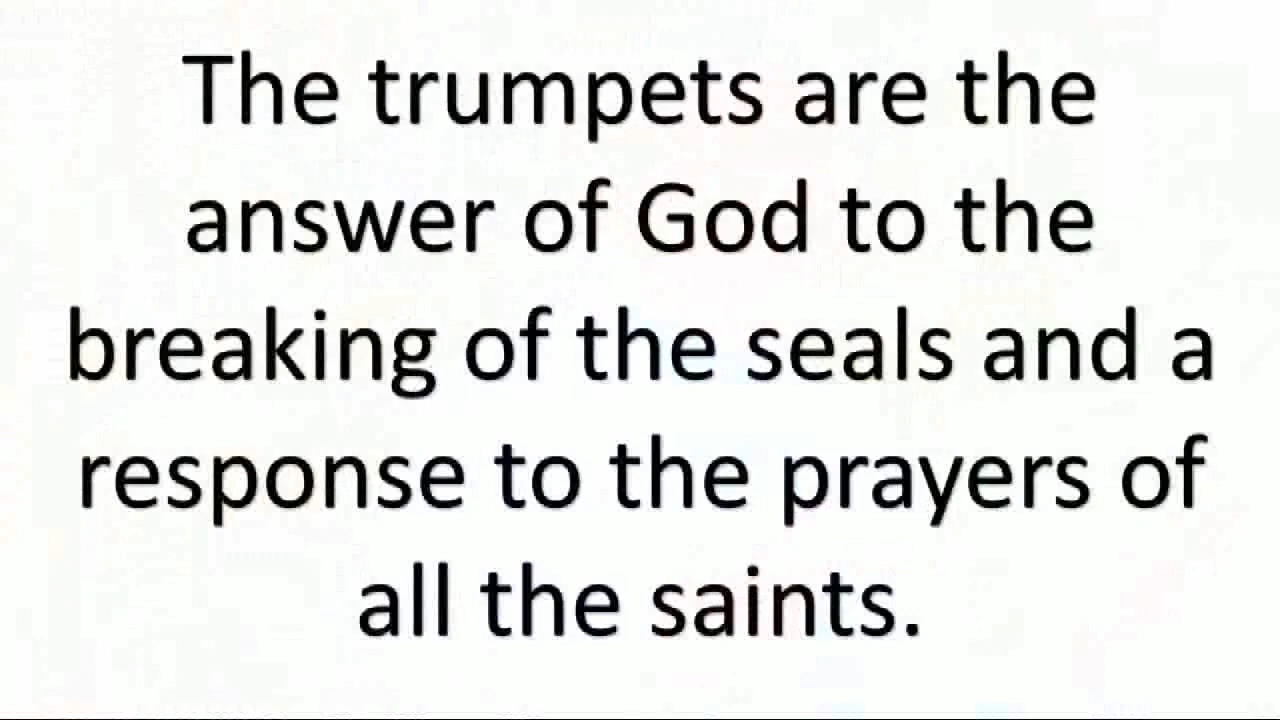 The trumpets are the
answer of God to the
breaking of the seals and a
response to the prayers of
all the saints.